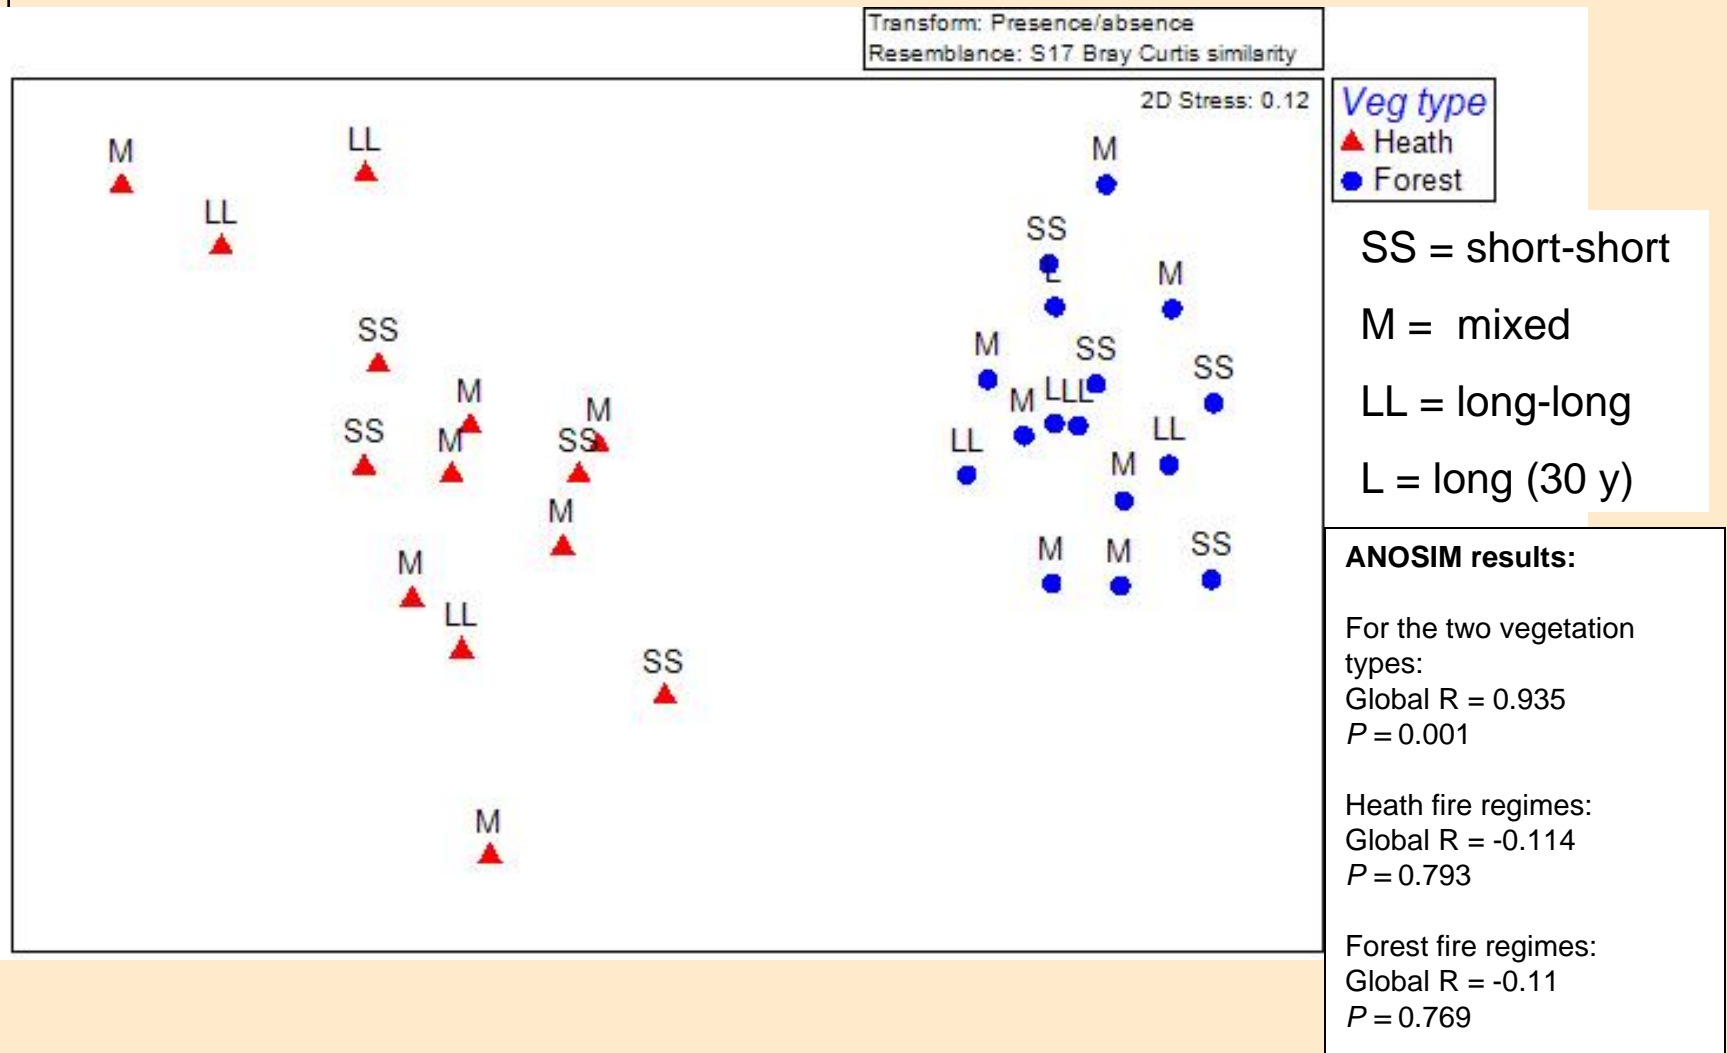 Transform: Presence/absence
Resemblance: S17 Bray Curtis similarity
2D Stress: 0.12
Veg type
Heath
Forest
M
LL
LL
SS
M
SS
M
M
SS
M
M
LL
SS
M
M
SS
L
M
M
SS
SS
M
LLL
LL
LL
M
M
M
SS
SS = short-short
M = mixed
LL = long-long
L = long (30 y)
ANOSIM results:
For the two vegetation
types:
Global R = 0.935
P = 0.001
Heath fire regimes:
Global R = -0.114
P = 0.793
Forest fire regimes:
Global R = -0.11
P = 0.769